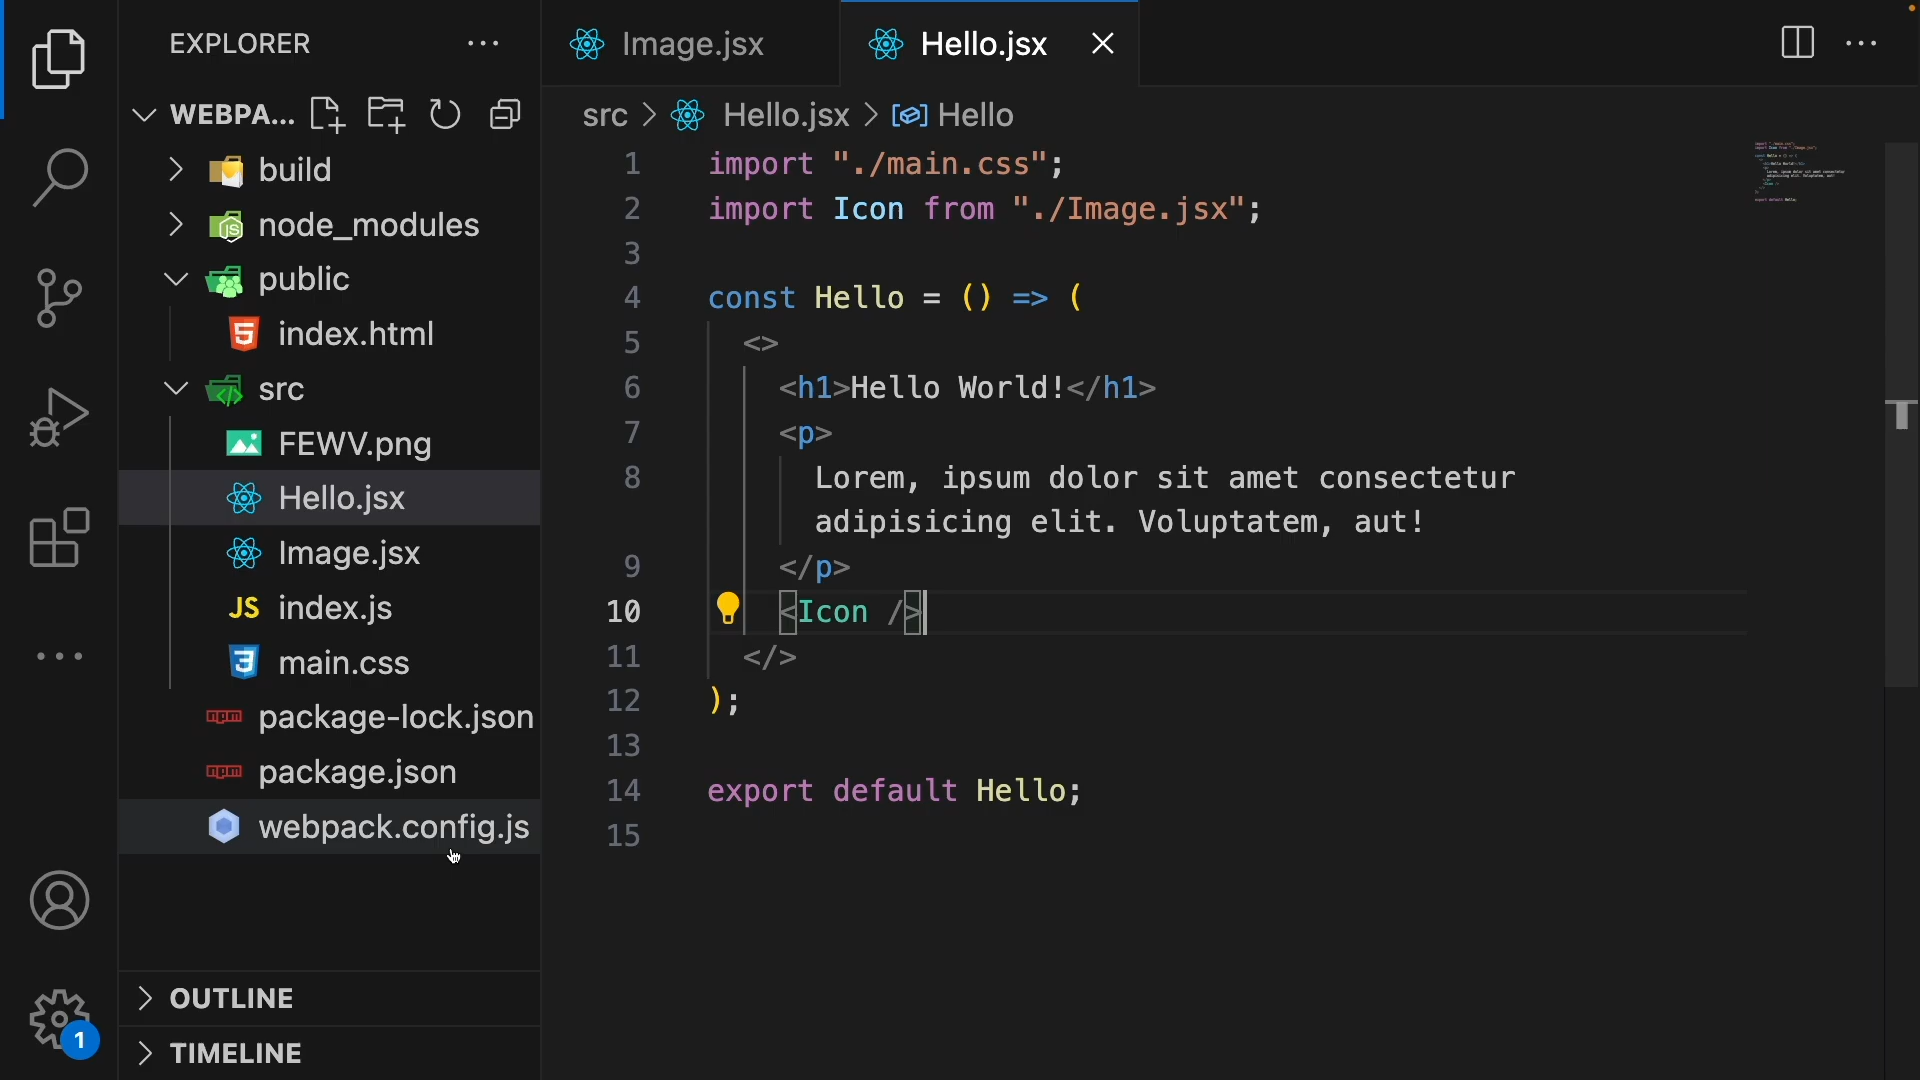 EXPLORER
WEBPA...
build
node_modules
public
index.html
src
FEWV.png
Hello.jsx
Image.jsx
JS index.js
main.css
package-lock.json
package.json
webpack.config.js
OUTLINE
TIMELINE
1
Image.jsx
Hello.jsx
src > Hello.jsx > Hello
1 import "./main.css";
2 import Icon from "./Image.jsx";
3
4 const Hello = () => (
5 <>
6 <h1>Hello World!</h1>
7 <p>
8 Lorem, ipsum dolor sit amet consectetur
adipisicing elit. Voluptatem, aut!
9 </p>
10 <Icon />
11 </>
12 );
13
14 export default Hello;
15